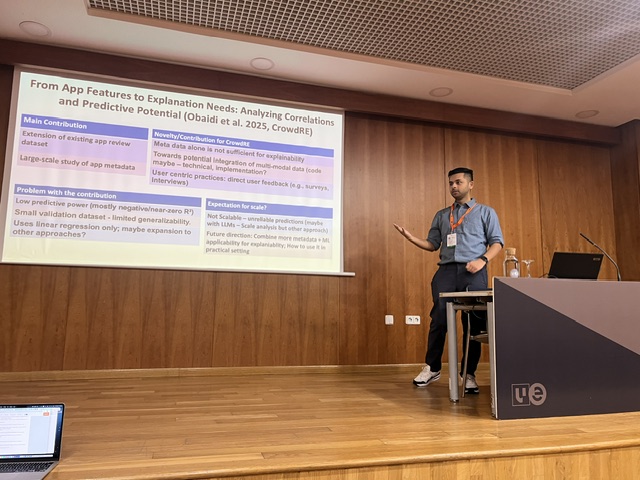 From App Features to Explanation Needs: Analyzing Correlations
and Predictive Potential (Obaidi et al. 2025, CrowdRE)
Main Contribution
Extension of existing app review
dataset
Large-scale study of app metadata
Novelty/Contribution for CrowdRE
Meta data alone is not sufficient for explainability
Towards potential integration of multi-modal data (code
maybe – technical, implementation?)
User centric practices: direct user feedback (e.g., surveys,
interviews)
Problem with the contribution
Low predictive power (mostly negative/near-zero R²)
Small validation dataset - limited generalizability.
Uses linear regression only; maybe expansion to
other approaches?
Expectation for scale?
Not Scalable – unreliable predictions (maybe
with LLMs – Scale analysis but other approach)
Future direction: Combine more metadata + ML
applicability for explainability; How to use it in
practical setting
ue